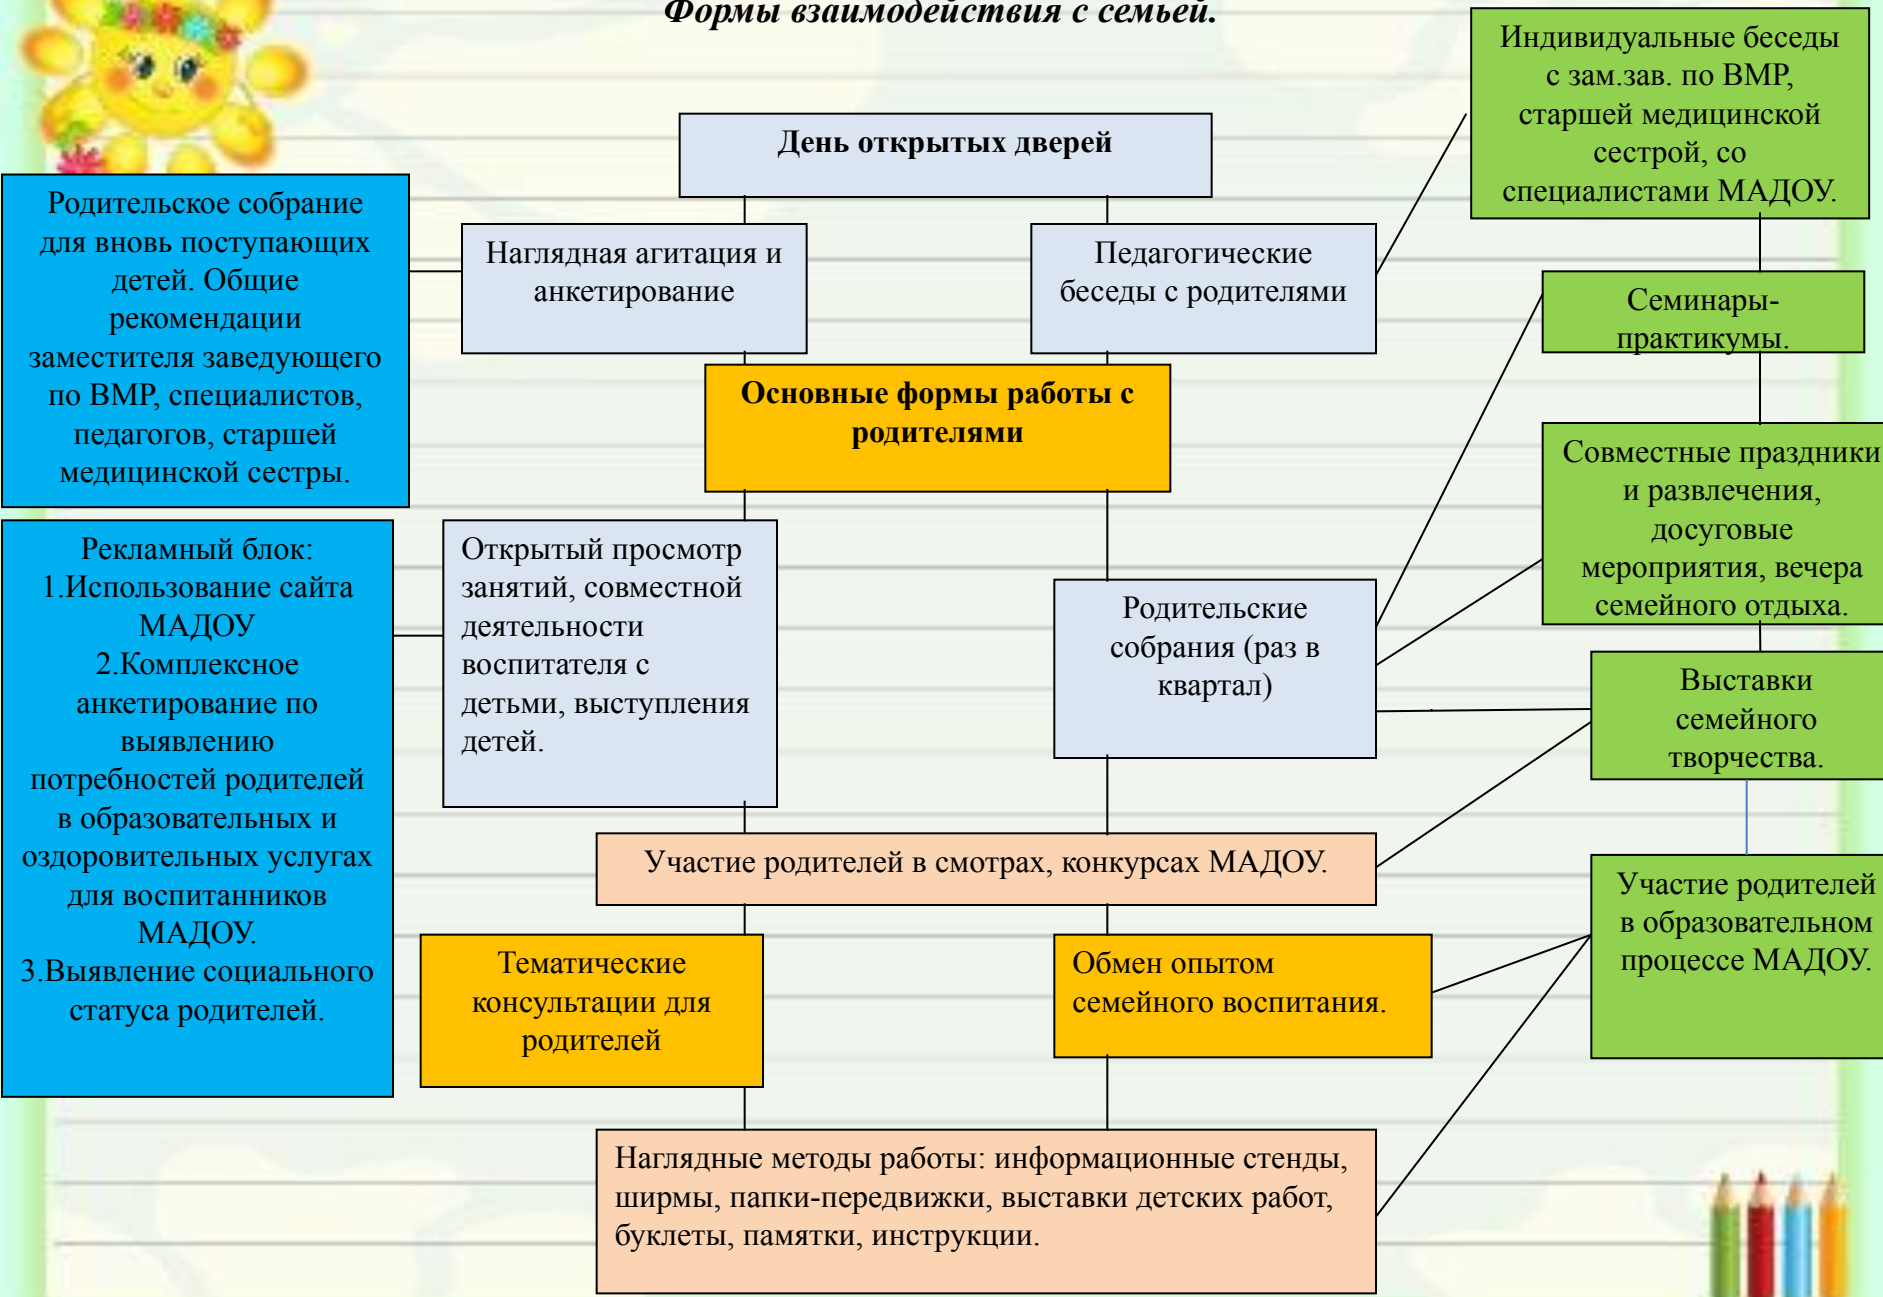 Формы взаимодействия с семьей.
Индивидуальные беседы
с зам.зав. по ВМР,
старшей медицинской
сестрой, со
специалистами МАДОУ.
День открытых дверей
Родительское собрание
для вновь поступающих
детей. Общие
рекомендации
заместителя заведующего
по ВМР, специалистов,
педагогов, старшей
медицинской сестры.
Наглядная агитация и
анкетирование
Педагогические
беседы с родителями
Семинары-
практикумы.
Основные формы работы с
родителями
Совместные праздники
и развлечения,
досуговые
мероприятия, вечера
семейного отдыха.
Рекламный блок:
1.Использование сайта
МАДОУ
2.Комплексное
анкетирование по
выявлению
потребностей родителей
в образовательных и
оздоровительных услугах
для воспитанников
МАДОУ.
3.Выявление социального
статуса родителей.
Открытый просмотр
занятий, совместной
деятельности
воспитателя с
детьми, выступления
детей.
Родительские
собрания (раз в
квартал)
Выставки
семейного
творчества.
Участие родителей в смотрах, конкурсах МАДОУ.
Участие родителей
в образовательном
процессе МАДОУ.
Тематические
консультации для
родителей
Обмен опытом
семейного воспитания.
Наглядные методы работы: информационные стенды,
ширмы, папки-передвижки, выставки детских работ,
буклеты, памятки, инструкции.